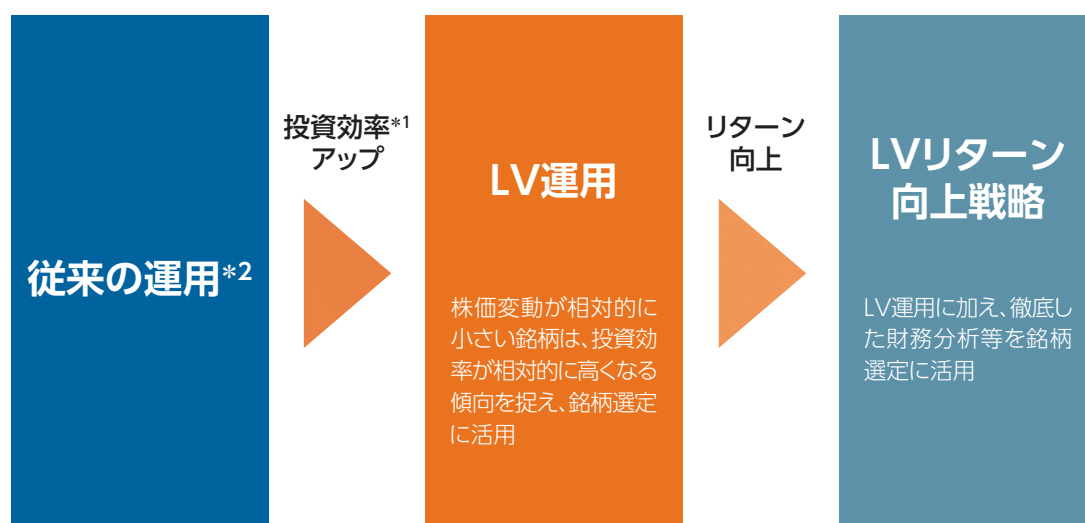 従来の運用*2
投資効率*1
アップ
LV運用
株価変動が相対的に
小さい銘柄は、投資効
率が相対的に高くなる
傾向を捉え、銘柄選定
に活用
リターン
向上
LVリターン
向上戦略
LV運用に加え、徹底し
た財務分析等を銘柄
選定に活用